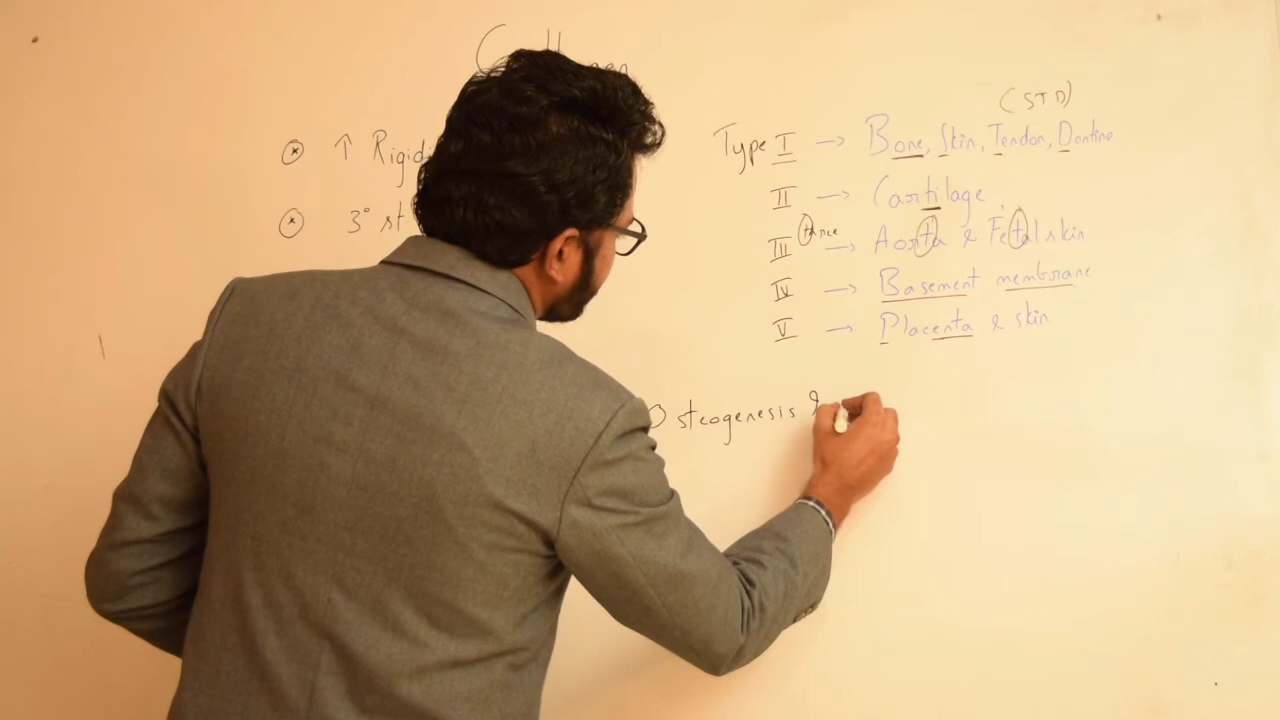 (STD)
↑ Rigid
Type I → Bone, Skin, Tendon, Dentine
II → Cartilage
3° st
III three → Aorta & Fetal skin
IV → Basement membrane
V → Placenta & skin
Osteogenesis